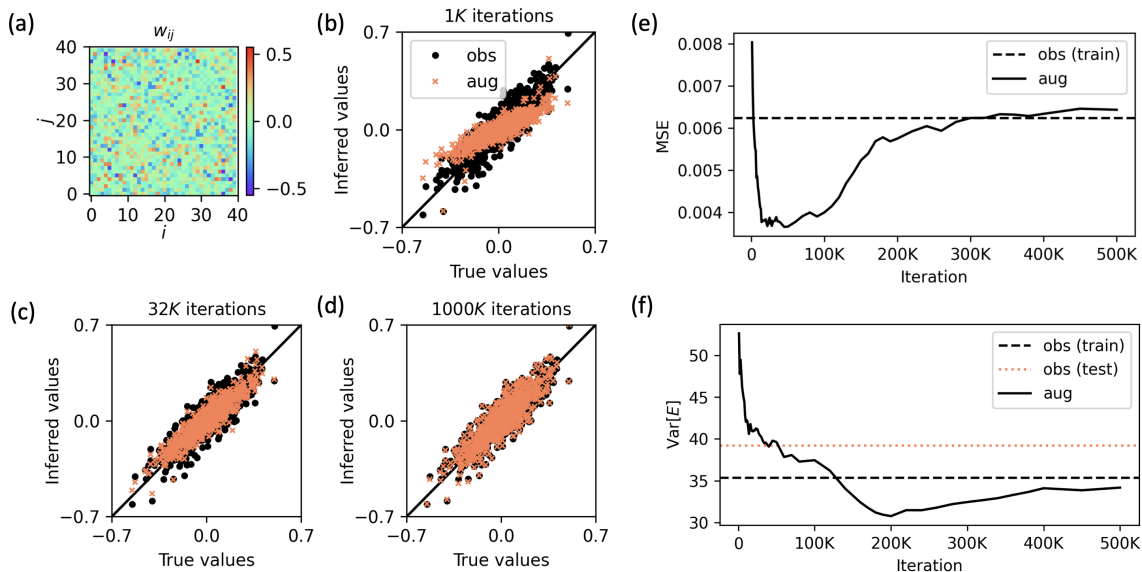 (a)
w_ij
40
30
20
10
0
j
0 10 20 30 40
i
0.5
0.0
−0.5
(b)
1K iterations
0.7
0.0
−0.7
Inferred values
obs
aug
−0.7 0.0 0.7
True values
(c)
32K iterations
0.7
0.0
−0.7
Inferred values
−0.7 0.0 0.7
True values
(d)
1000K iterations
0.7
0.0
−0.7
Inferred values
−0.7 0.0 0.7
True values
(e)
0.008
0.007
0.006
0.005
0.004
MSE
obs (train)
aug
0 100K 200K 300K 400K 500K
Iteration
(f)
50
45
40
35
30
Var[E]
obs (train)
obs (test)
aug
0 100K 200K 300K 400K 500K
Iteration